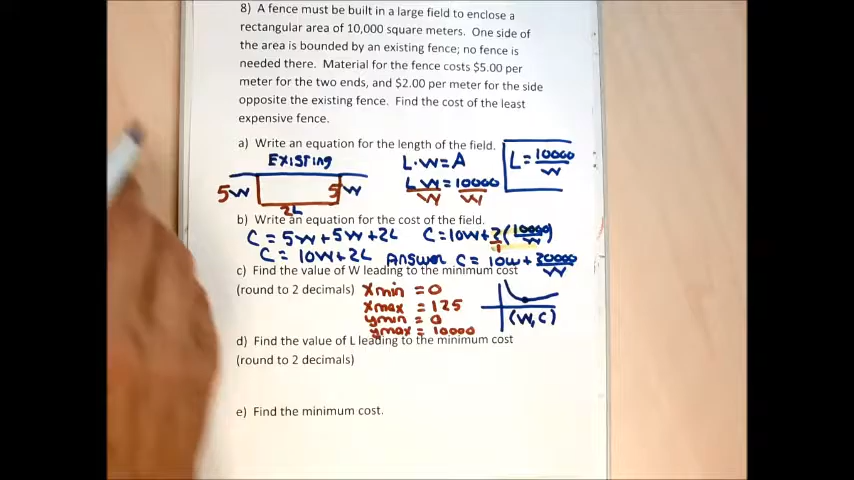 8) A fence must be built in a large field to enclose a
rectangular area of 10,000 square meters. One side of
the area is bounded by an existing fence; no fence is
needed there. Material for the fence costs $5.00 per
meter for the two ends, and $2.00 per meter for the side
opposite the existing fence. Find the cost of the least
expensive fence.
a) Write an equation for the length of the field.
EXISTING
5W 5W
2L
L·W=A
LW=10000
W W
L=10000/W
b) Write an equation for the cost of the field.
C=5W+5W+2L C=10W+2/1(10000/W)
C=10W+2L ANSWER C=10W+20000/W
c) Find the value of W leading to the minimum cost
(round to 2 decimals) Xmin=0
Xmax=125
ymin=0
ymax=10000
(W,C)
d) Find the value of L leading to the minimum cost
(round to 2 decimals)
e) Find the minimum cost.